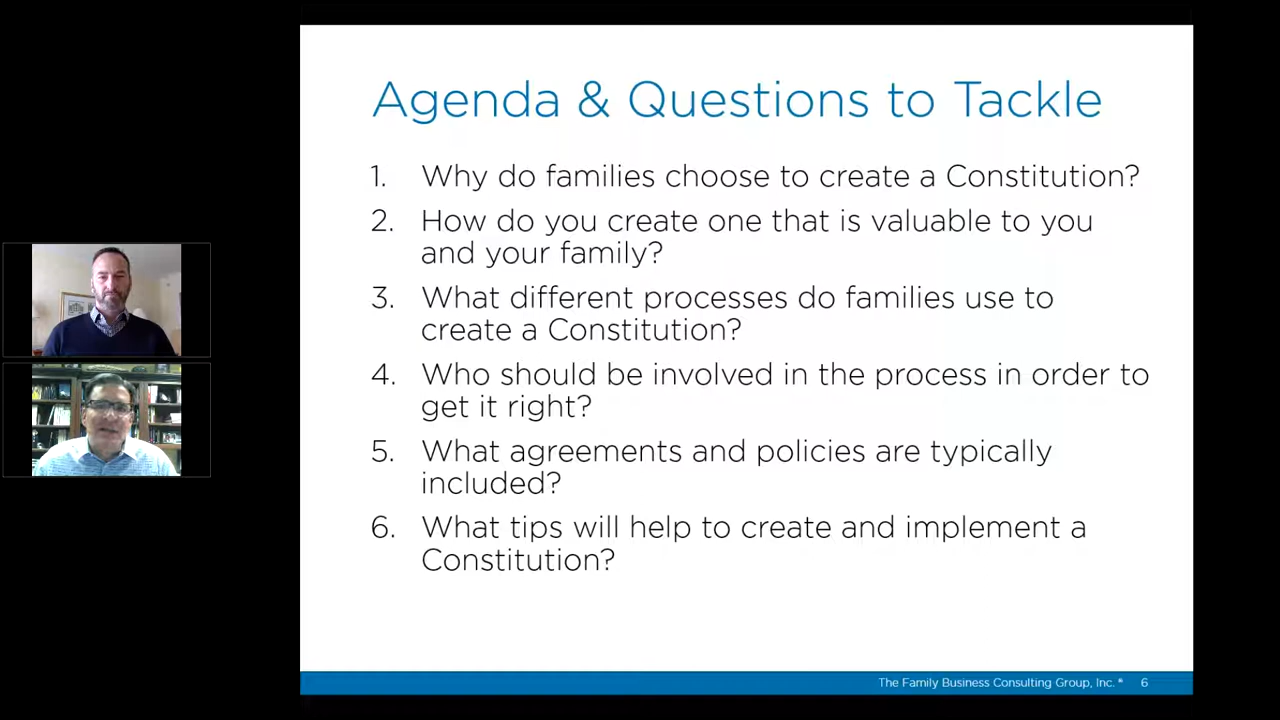 Agenda & Questions to Tackle
1. Why do families choose to create a Constitution?
2. How do you create one that is valuable to you
and your family?
3. What different processes do families use to
create a Constitution?
4. Who should be involved in the process in order to
get it right?
5. What agreements and policies are typically
included?
6. What tips will help to create and implement a
Constitution?
The Family Business Consulting Group, Inc.® 6